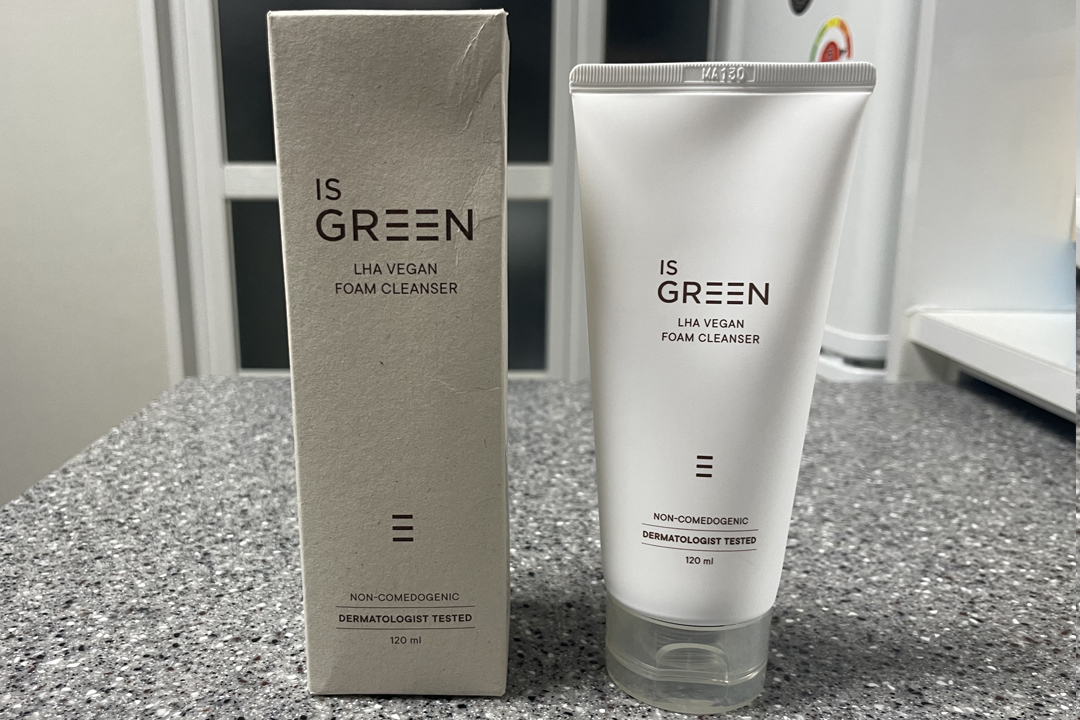 IS
GREEN
LHA VEGAN
FOAM CLEANSER
NON-COMEDOGENIC
DERMATOLOGIST TESTED
120 ml
MA130
IS
GREEN
LHA VEGAN
FOAM CLEANSER
NON-COMEDOGENIC
DERMATOLOGIST TESTED
120 ml